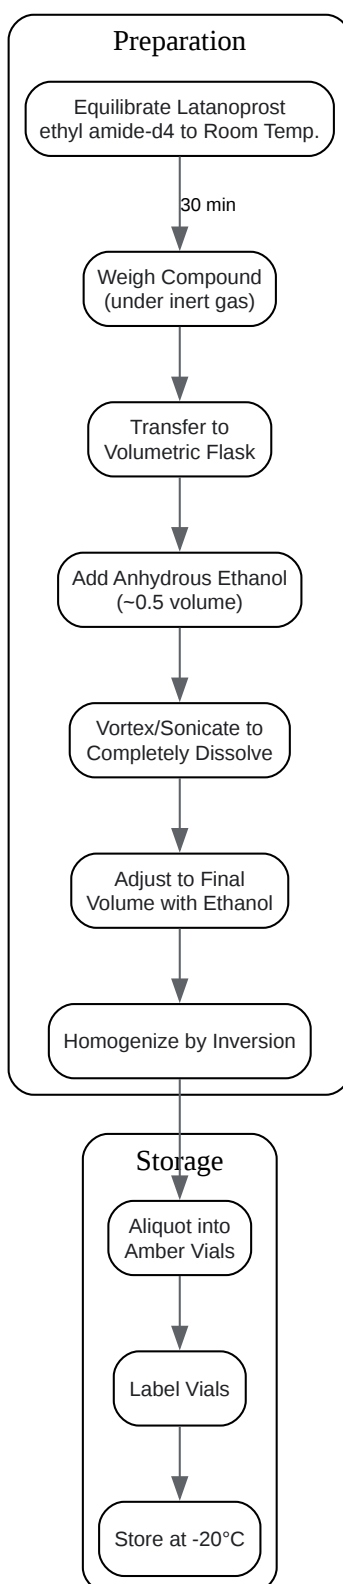 Preparation
Equilibrate Latanoprost
ethyl amide-d4 to Room Temp.
30 min
Weigh Compound
(under inert gas)
Transfer to
Volumetric Flask
Add Anhydrous Ethanol
(~0.5 volume)
Vortex/Sonicate to
Completely Dissolve
Adjust to Final
Volume with Ethanol
Homogenize by Inversion
Storage
Aliquot into
Amber Vials
Label Vials
Store at -20°C